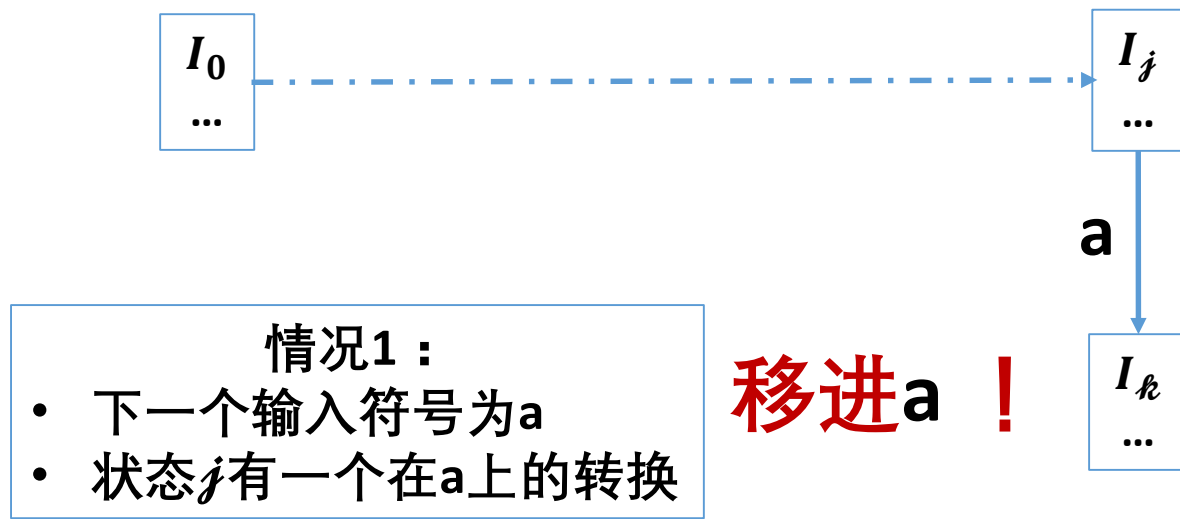 I₀
...
Iⱼ
...
a
情况1：
• 下一个输入符号为a
• 状态j有一个在a上的转换
移进a！
Iₖ
...